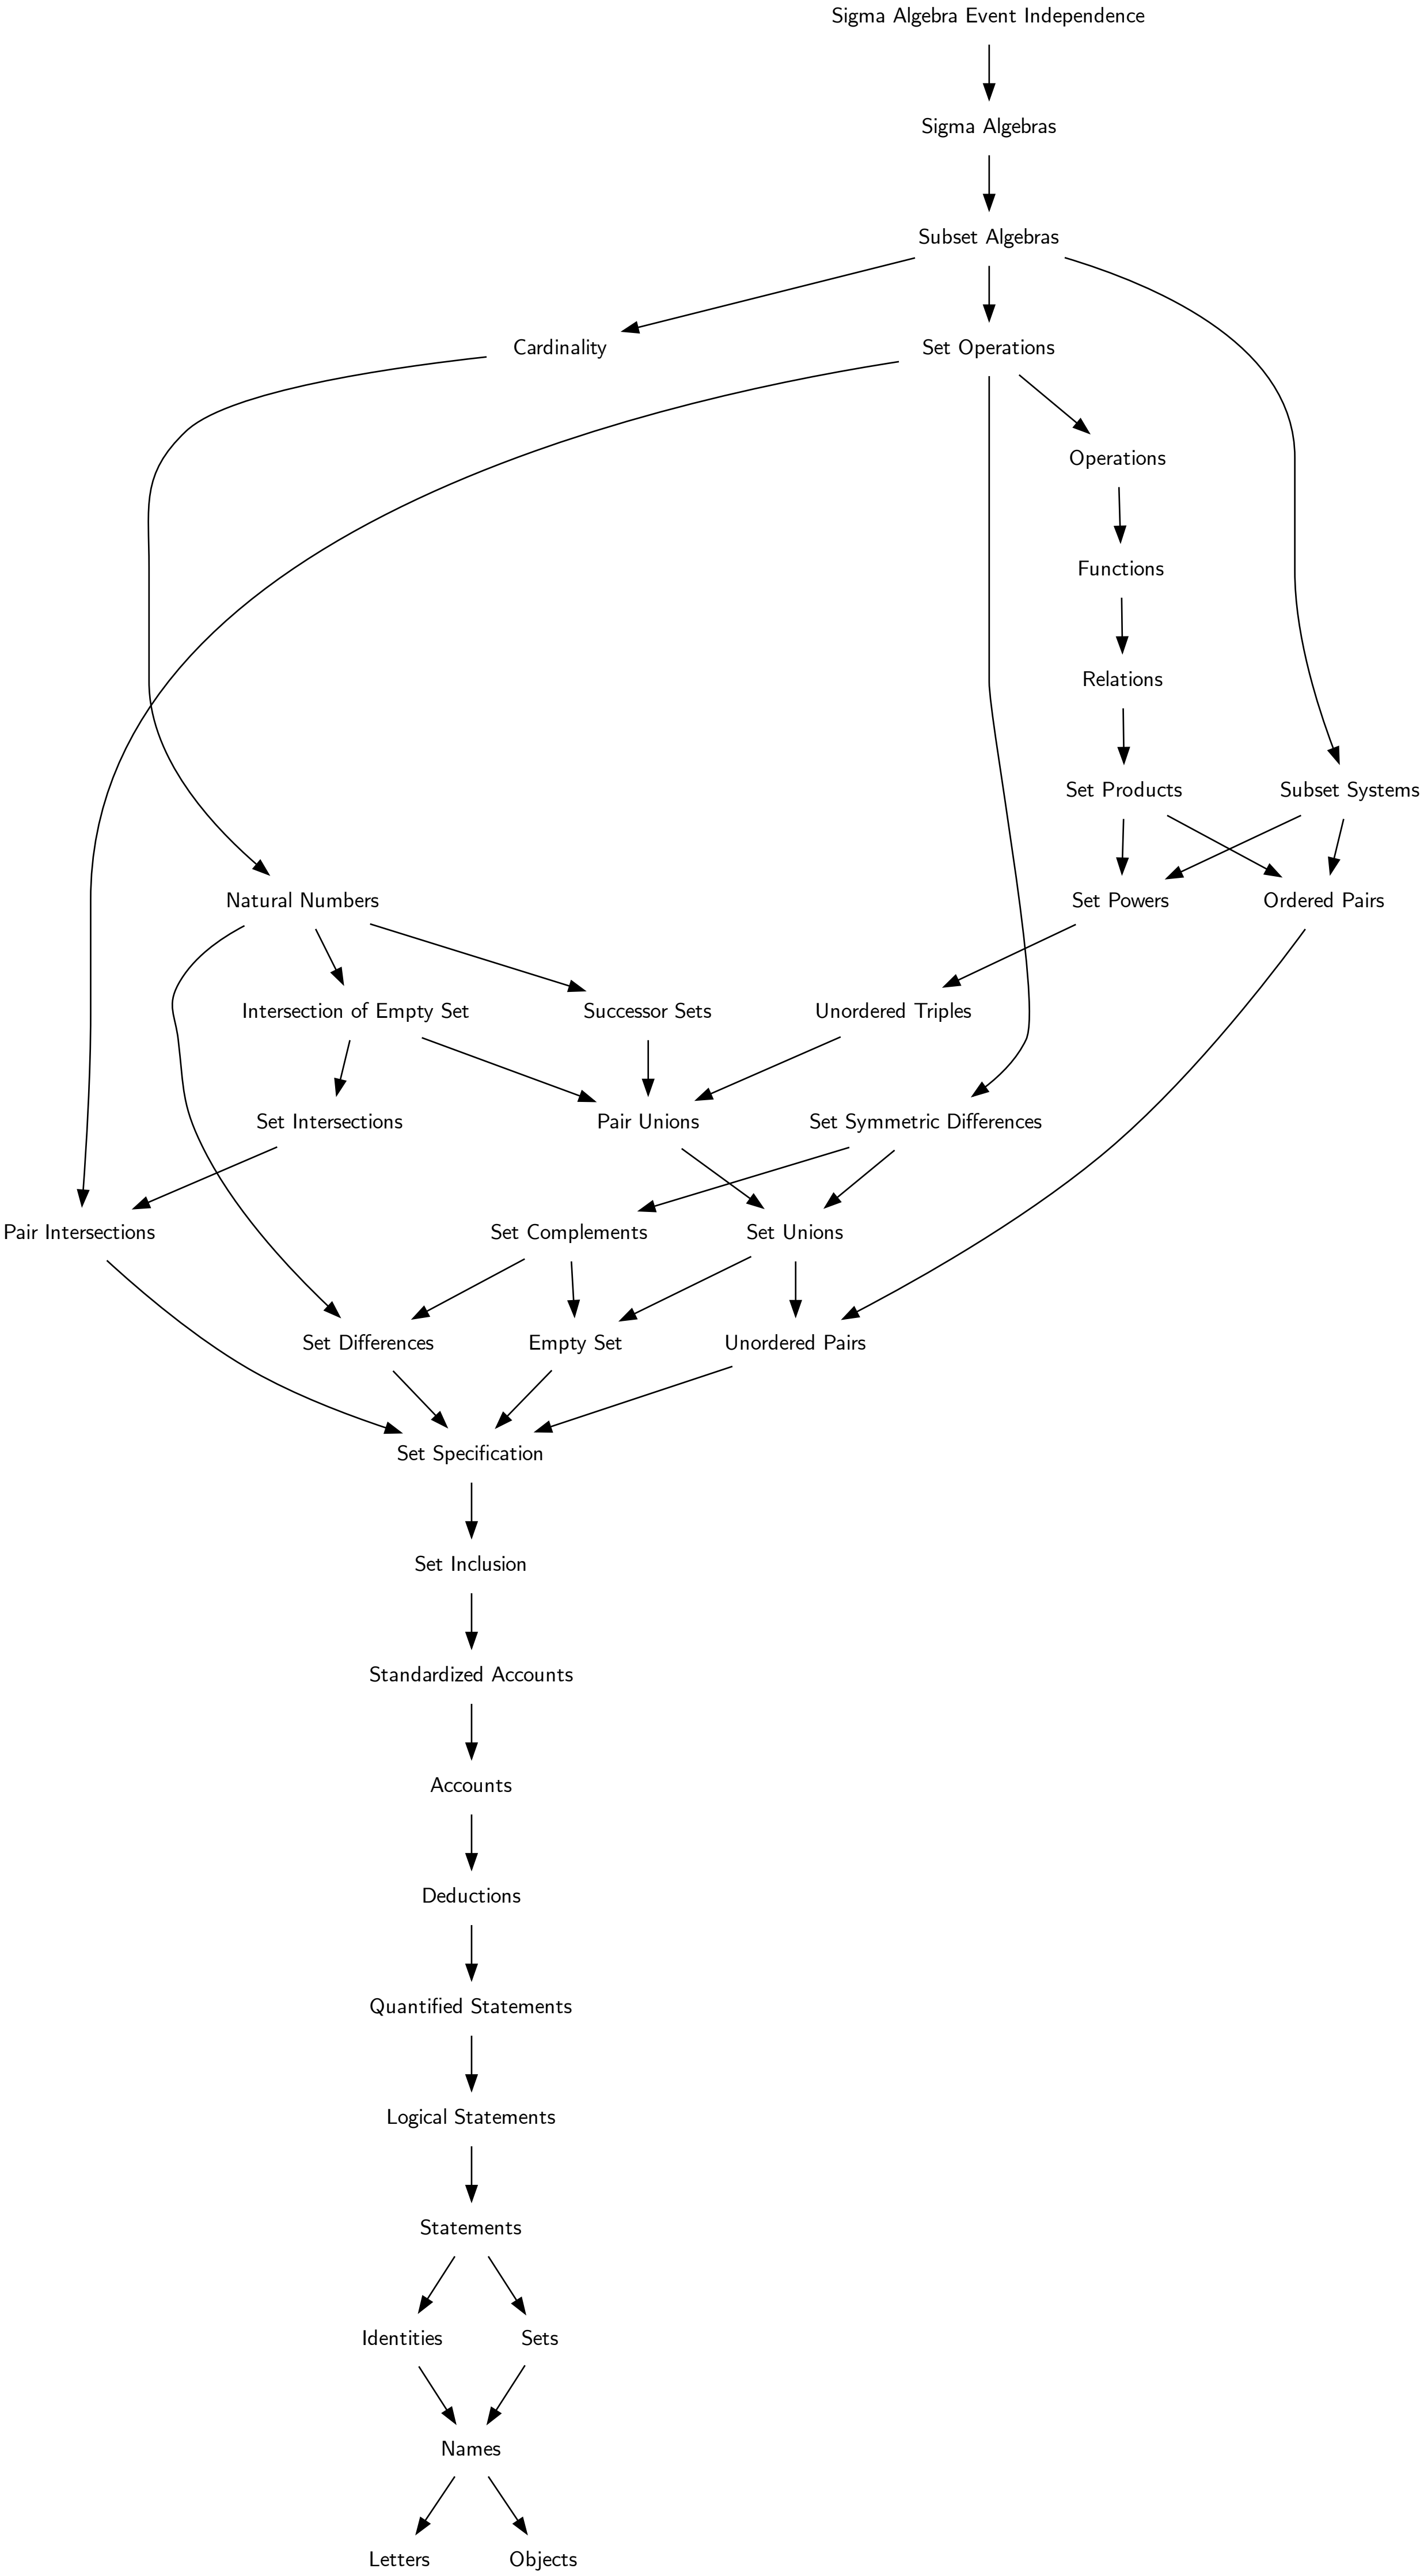 Sigma Algebra Event Independence
Sigma Algebras
Subset Algebras
Cardinality
Set Operations
Operations
Functions
Relations
Set Products
Subset Systems
Natural Numbers
Set Powers
Ordered Pairs
Intersection of Empty Set
Successor Sets
Unordered Triples
Set Intersections
Pair Unions
Set Symmetric Differences
Pair Intersections
Set Complements
Set Unions
Set Differences
Empty Set
Unordered Pairs
Set Specification
Set Inclusion
Standardized Accounts
Accounts
Deductions
Quantified Statements
Logical Statements
Statements
Identities
Sets
Names
Letters
Objects